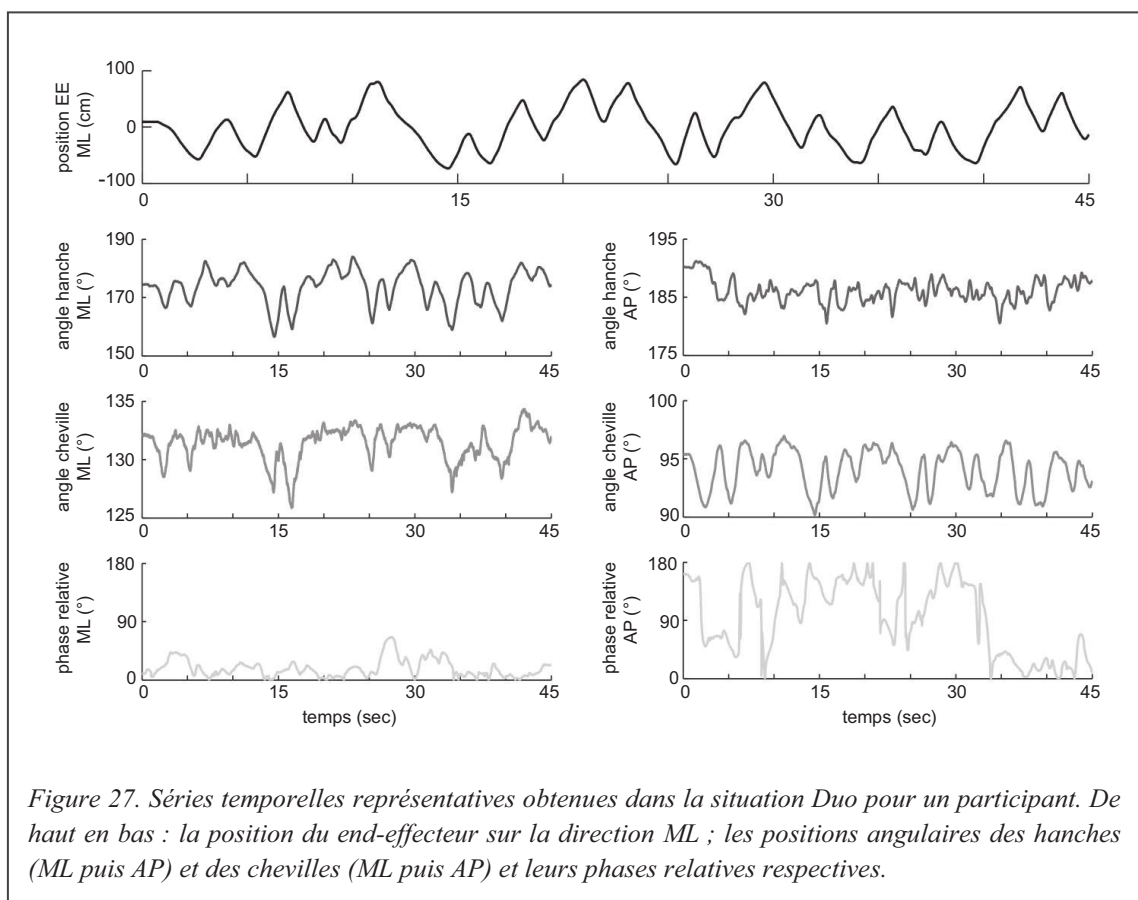 position EE
ML (cm)
100
0
-100
0
15
30
45
angle hanche
ML (°)
190
170
150
0
15
30
45
angle hanche
AP (°)
195
185
175
0
15
30
45
angle cheville
ML (°)
135
130
125
0
15
30
45
angle cheville
AP (°)
100
95
90
0
15
30
45
phase relative
ML (°)
180
90
0
0
15
30
45
temps (sec)
phase relative
AP (°)
180
90
0
0
15
30
45
temps (sec)
Figure 27. Séries temporelles représentatives obtenues dans la situation Duo pour un participant. De
haut en bas : la position du end-effecteur sur la direction ML ; les positions angulaires des hanches
(ML puis AP) et des chevilles (ML puis AP) et leurs phases relatives respectives.